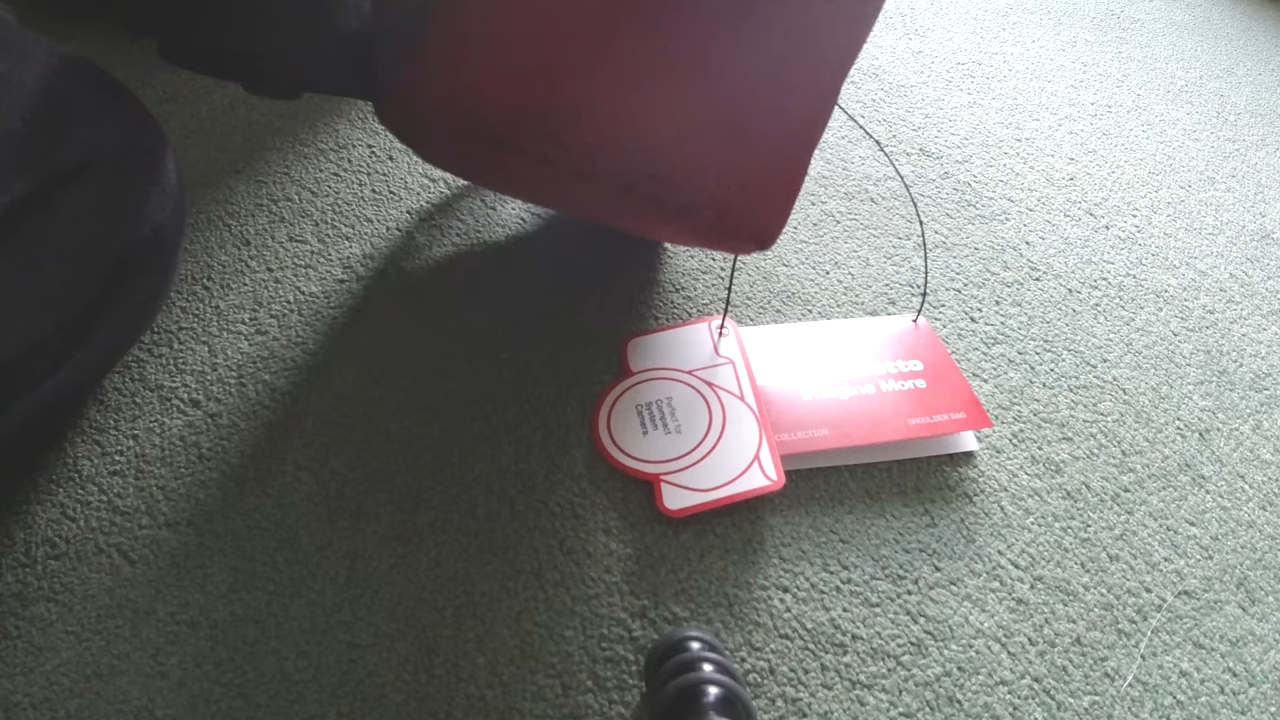 Perfect for
Compact
System
Camera.
Imagine More
COLLECTION
SHOULDER BAG